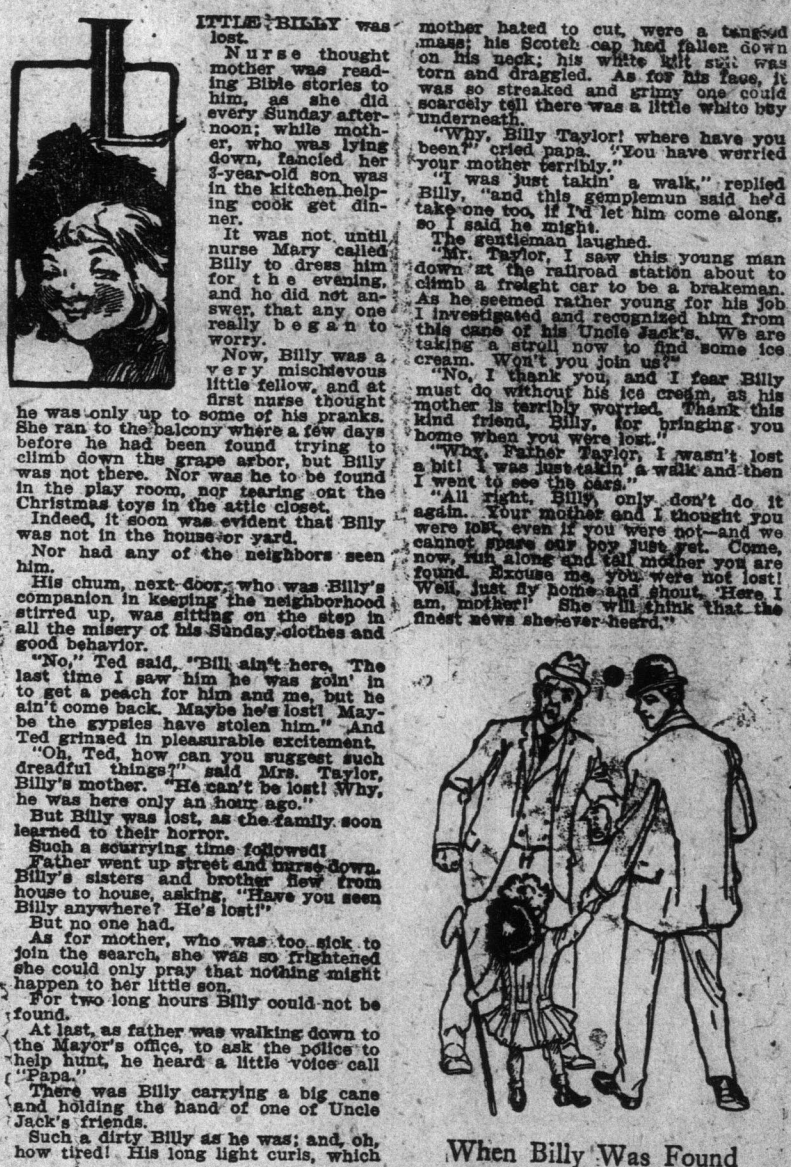 LITTLE BILLY was
lost.
Nurse thought
mother was read-
ing Bible stories to
him, as she did
every Sunday after-
noon; while moth-
er, who was lying
down, fancied her
3-year-old son was
in the kitchen help-
ing cook get din-
ner.
It was not until
nurse Mary called
Billy to dress him
for the evening,
and he did not an-
swer, that any one
really began to
worry.
Now, Billy was a
very mischievous
little fellow, and at
first nurse thought
he was only up to some of his pranks.
She ran to the balcony where a few days
before he had been found trying to
climb down the grape arbor, but Billy
was not there. Nor was he to be found
in the play room, nor tearing out the
Christmas toys in the attic closet.
Indeed, it soon was evident that Billy
was not in the house or yard.
Nor had any of the neighbors seen
him.
His chum, next door, who was Billy's
companion in keeping the neighborhood
stirred up, was sitting on the step in
all the misery of his Sunday clothes and
good behavior.
"No," Ted said, "Bill ain't here. The
last time I saw him he was goin' in
to get a peach for him and me, but he
ain't come back. Maybe he's lost! May-
be the gypsies have stolen him." And
Ted grinned in pleasurable excitement.
"Oh, Ted, how can you suggest such
dreadful things?" said Mrs. Taylor,
Billy's mother. "He can't be lost! Why,
he was here only an hour ago."
But Billy was lost, as the family soon
learned to their horror.
Such a scurrying time followed!
Father went up street and nurse down.
Billy's sisters and brother flew from
house to house, asking, "Have you seen
Billy anywhere? He's lost!"
But no one had.
As for mother, who was too sick to
join the search, she was so frightened
she could only pray that nothing might
happen to her little son.
For two long hours Billy could not be
found.
At last, as father was walking down to
the Mayor's office, to ask the police to
help hunt, he heard a little voice call
"Papa."
There was Billy carrying a big cane
and holding the hand of one of Uncle
Jack's friends.
Such a dirty Billy as he was; and, oh,
how tired! His long light curls, which
mother hated to cut, were a tangled
mass; his Scotch cap had fallen down
on his neck; his white kilt suit was
torn and draggled. As for his face, it
was so streaked and grimy one could
scarcely tell there was a little white boy
underneath.
"Why, Billy Taylor! where have you
been?" cried papa. "You have worried
your mother terribly."
"I was just takin' a walk," replied
Billy, "and this gemplemun said he'd
take one too, if I'd let him come along,
so I said he might.
The gentleman laughed.
"Mr. Taylor, I saw this young man
down at the railroad station about to
climb a freight car to be a brakeman.
As he seemed rather young for his job
I investigated and recognized him from
this cane of his Uncle Jack's. We are
taking a stroll now to find some ice
cream. Won't you join us?"
"No, I thank you, and I fear Billy
must do without his ice cream, as his
mother is terribly worried. Thank this
kind friend, Billy, for bringing you
home when you were lost."
"Why, Father Taylor, I wasn't lost
a bit! I was just takin' a walk and then
I went to see the cars."
"All right, Billy, only don't do it
again. Your mother and I thought you
were lost, even if you were not—and we
cannot spare our boy just yet. Come,
now, run along and tell mother you are
found. Excuse me, you were not lost!
Well, just fly home and shout, 'Here I
am, mother!' She will think that the
finest news she ever heard."
When Billy Was Found